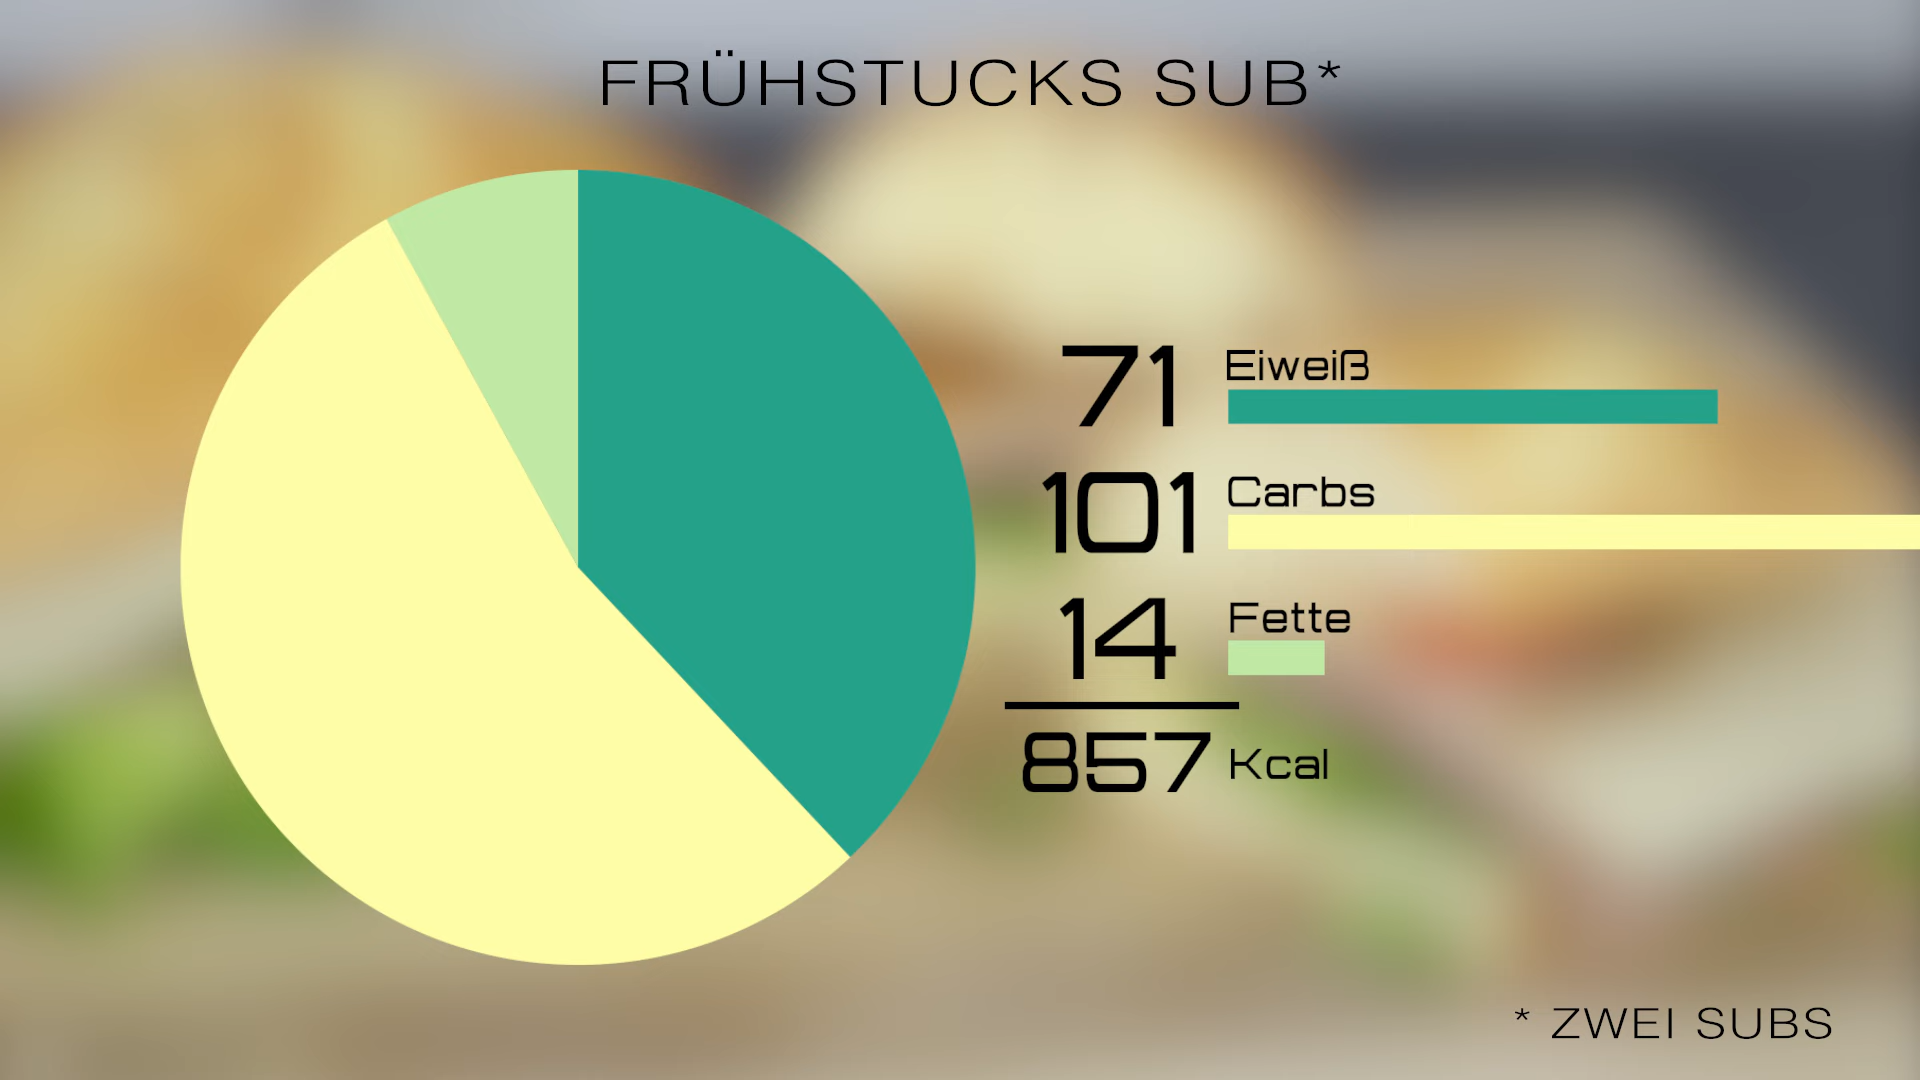 FRÜHSTUCKS SUB*
71 Eiweiß
101 Carbs
14 Fette
857 Kcal
* ZWEI SUBS